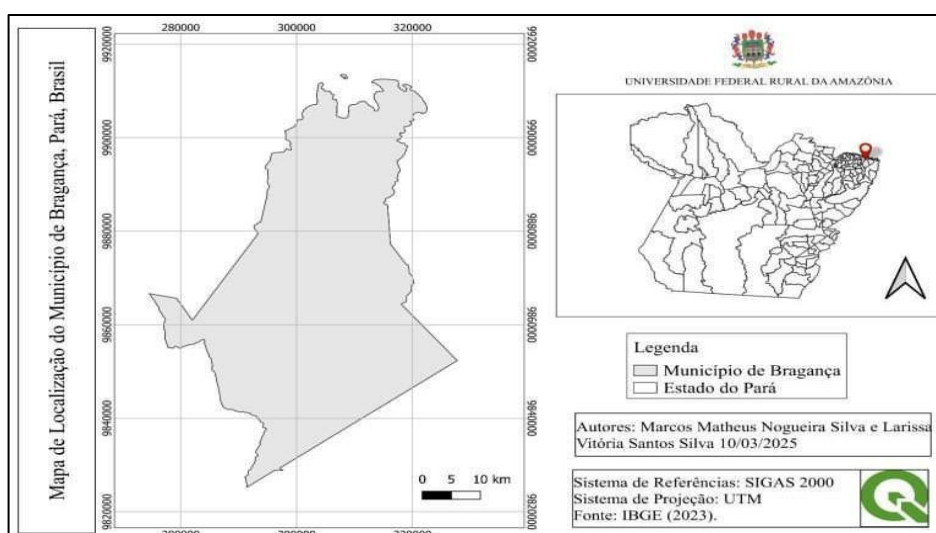 Mapa de Localização do Município de Bragança, Pará, Brasil
280000 300000 320000
9920000 9920000
9900000 9900000
9880000 9880000
9860000 9860000
9840000 9840000
9820000 9820000
280000 300000 320000
0 5 10 km
UNIVERSIDADE FEDERAL RURAL DA AMAZÔNIA
Legenda
Município de Bragança
Estado do Pará
Autores: Marcos Matheus Nogueira Silva e Larissa
Vitória Santos Silva 10/03/2025
Sistema de Referências: SIGAS 2000
Sistema de Projeção: UTM
Fonte: IBGE (2023).